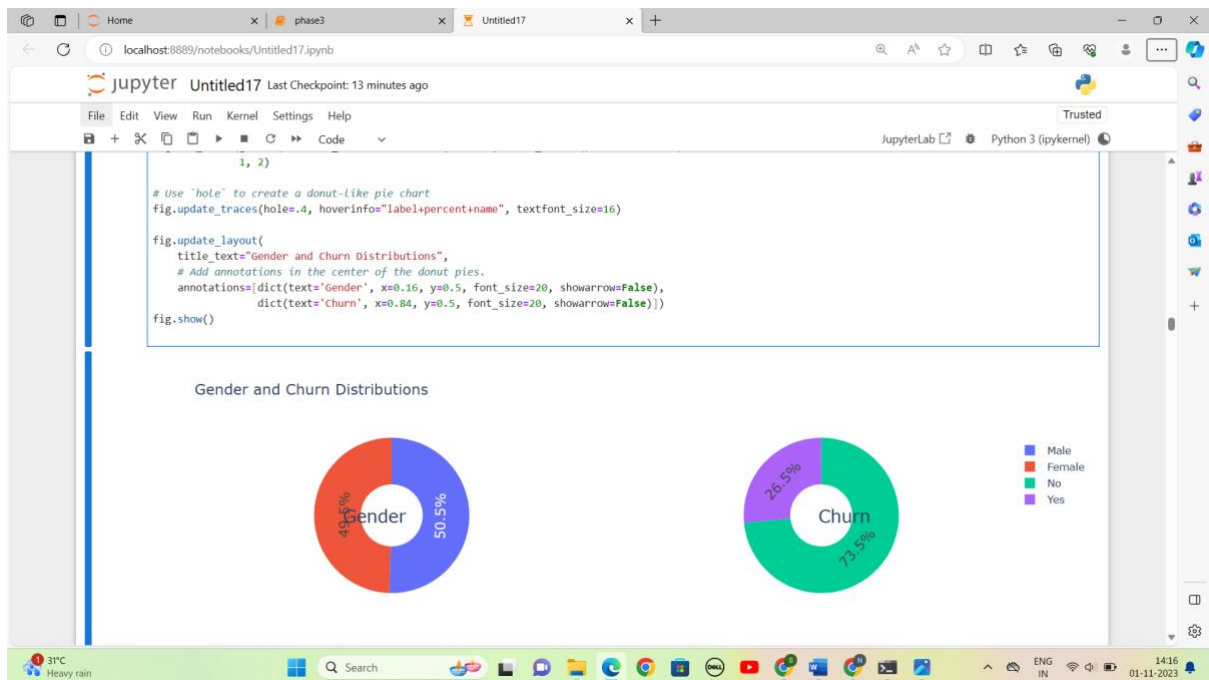 Home
phase3
Untitled17
localhost:8889/notebooks/Untitled17.ipynb
jupyter Untitled17 Last Checkpoint: 13 minutes ago
File Edit View Run Kernel Settings Help
Trusted
Code
JupyterLab
Python 3 (ipykernel)
1, 2)
# Use `hole` to create a donut-like pie chart
fig.update_traces(hole=.4, hoverinfo="label+percent+name", textfont_size=16)
fig.update_layout(
title_text="Gender and Churn Distributions",
# Add annotations in the center of the donut pies.
annotations=[dict(text='Gender', x=0.16, y=0.5, font_size=20, showarrow=False),
dict(text='Churn', x=0.84, y=0.5, font_size=20, showarrow=False)])
fig.show()
Gender and Churn Distributions
49.5%
Gender
50.5%
26.5%
Churn
73.5%
Male
Female
No
Yes
1
31°C
Heavy rain
Search
DELL
ENG
IN
14:16
01-11-2023